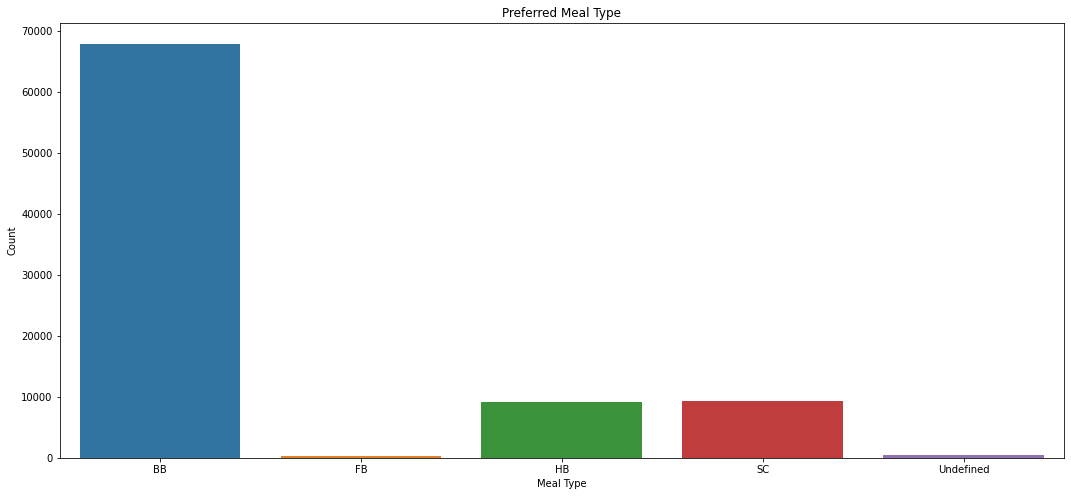 Preferred Meal Type
70000
60000
50000
40000
30000
20000
10000
0
Count
BB FB HB SC Undefined
Meal Type